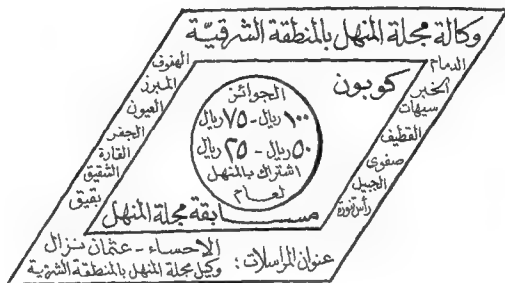 وكالة مجلة المنهل بالمنطقة الشرقيّة
الدمام
الخبر
سيهات
القطيف
صفوى
الجبيل
رأس تنورة
كوبون
الجوائز
١٠٠ ريال - ٧٥ ريال
٥٠ ريال - ٢٥ ريال
اشتراك بالمنهل
لعام
مسابقة مجلة المنهل
الهفوف
المبرز
العيون
الجفر
القارة
الشقيق
بقيق
عنوان المراسلات: الاحساء - عثمان نزال
وكيل مجلة المنهل بالمنطقة الشرقية